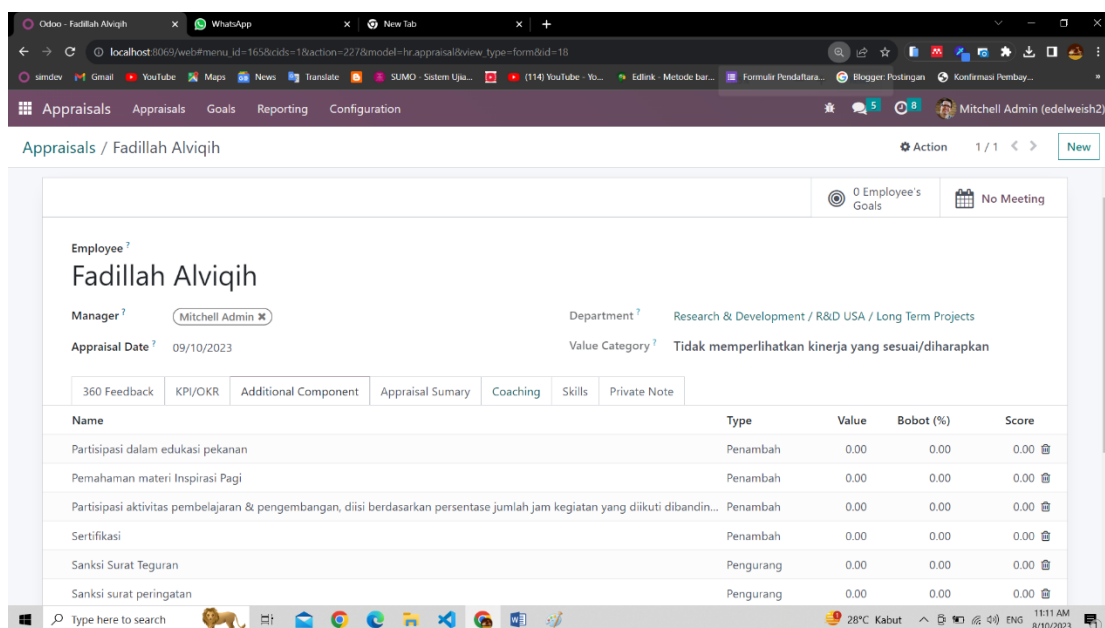 Odoo - Fadillah Alviqih
WhatsApp
New Tab
localhost:8069/web#menu_id=165&cids=1&action=227&model=hr.appraisal&view_type=form&id=18
simdev Gmail YouTube Maps News Translate SUMO - Sistem Ujia... (114) YouTube - Yo... Edlink - Metode bar... Formulir Pendaftara... Blogger: Postingan Konfirmasi Pembay... »
Appraisals Appraisals Goals Reporting Configuration 5 8 Mitchell Admin (edelweish2)
Appraisals / Fadillah Alviqih Action 1 / 1 New
0 Employee's
Goals
No Meeting
Employee ?
Fadillah Alviqih
Manager ? Mitchell Admin Department ? Research & Development / R&D USA / Long Term Projects
Appraisal Date ? 09/10/2023 Value Category ? Tidak memperlihatkan kinerja yang sesuai/diharapkan
360 Feedback KPI/OKR Additional Component Appraisal Sumary Coaching Skills Private Note
Name Type Value Bobot (%) Score
Partisipasi dalam edukasi pekanan Penambah 0.00 0.00 0.00
Pemahaman materi Inspirasi Pagi Penambah 0.00 0.00 0.00
Partisipasi aktivitas pembelajaran & pengembangan, diisi berdasarkan persentase jumlah jam kegiatan yang diikuti dibandin... Penambah 0.00 0.00 0.00
Sertifikasi Penambah 0.00 0.00 0.00
Sanksi Surat Teguran Pengurang 0.00 0.00 0.00
Sanksi surat peringatan Pengurang 0.00 0.00 0.00
Type here to search 28°C Kabut ENG 11:11 AM
8/10/2023